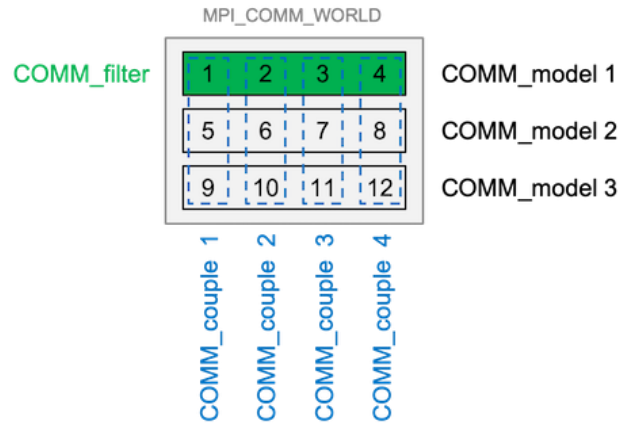 MPI_COMM_WORLD
COMM_filter 1 2 3 4 COMM_model 1
5 6 7 8 COMM_model 2
9 10 11 12 COMM_model 3
COMM_couple 1
COMM_couple 2
COMM_couple 3
COMM_couple 4